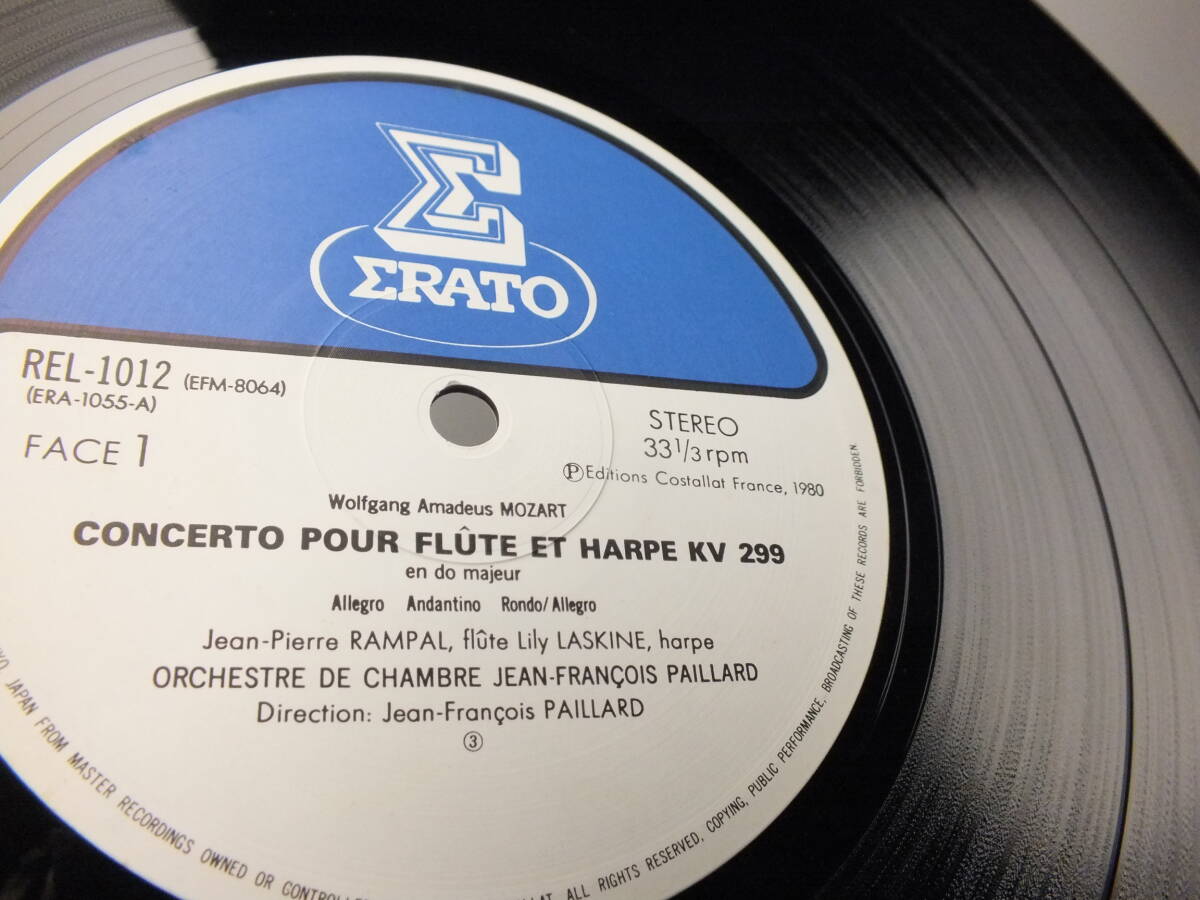 Σ
ΣRATO
REL-1012 (EFM-8064)
(ERA-1055-A)
FACE 1
STEREO
33 1/3 rpm
ⓟEditions Costallat France, 1980
Wolfgang Amadeus MOZART
CONCERTO POUR FLÛTE ET HARPE KV 299
en do majeur
Allegro Andantino Rondo/Allegro
Jean-Pierre RAMPAL, flûte Lily LASKINE, harpe
ORCHESTRE DE CHAMBRE JEAN-FRANÇOIS PAILLARD
Direction: Jean-François PAILLARD
③
JAPAN FROM MASTER RECORDINGS OWNED OR
ALL RIGHTS RESERVED, COPYING, PUBLIC PERFORMANCE, BROADCASTING OF THESE RECORDS ARE FORBIDDEN.